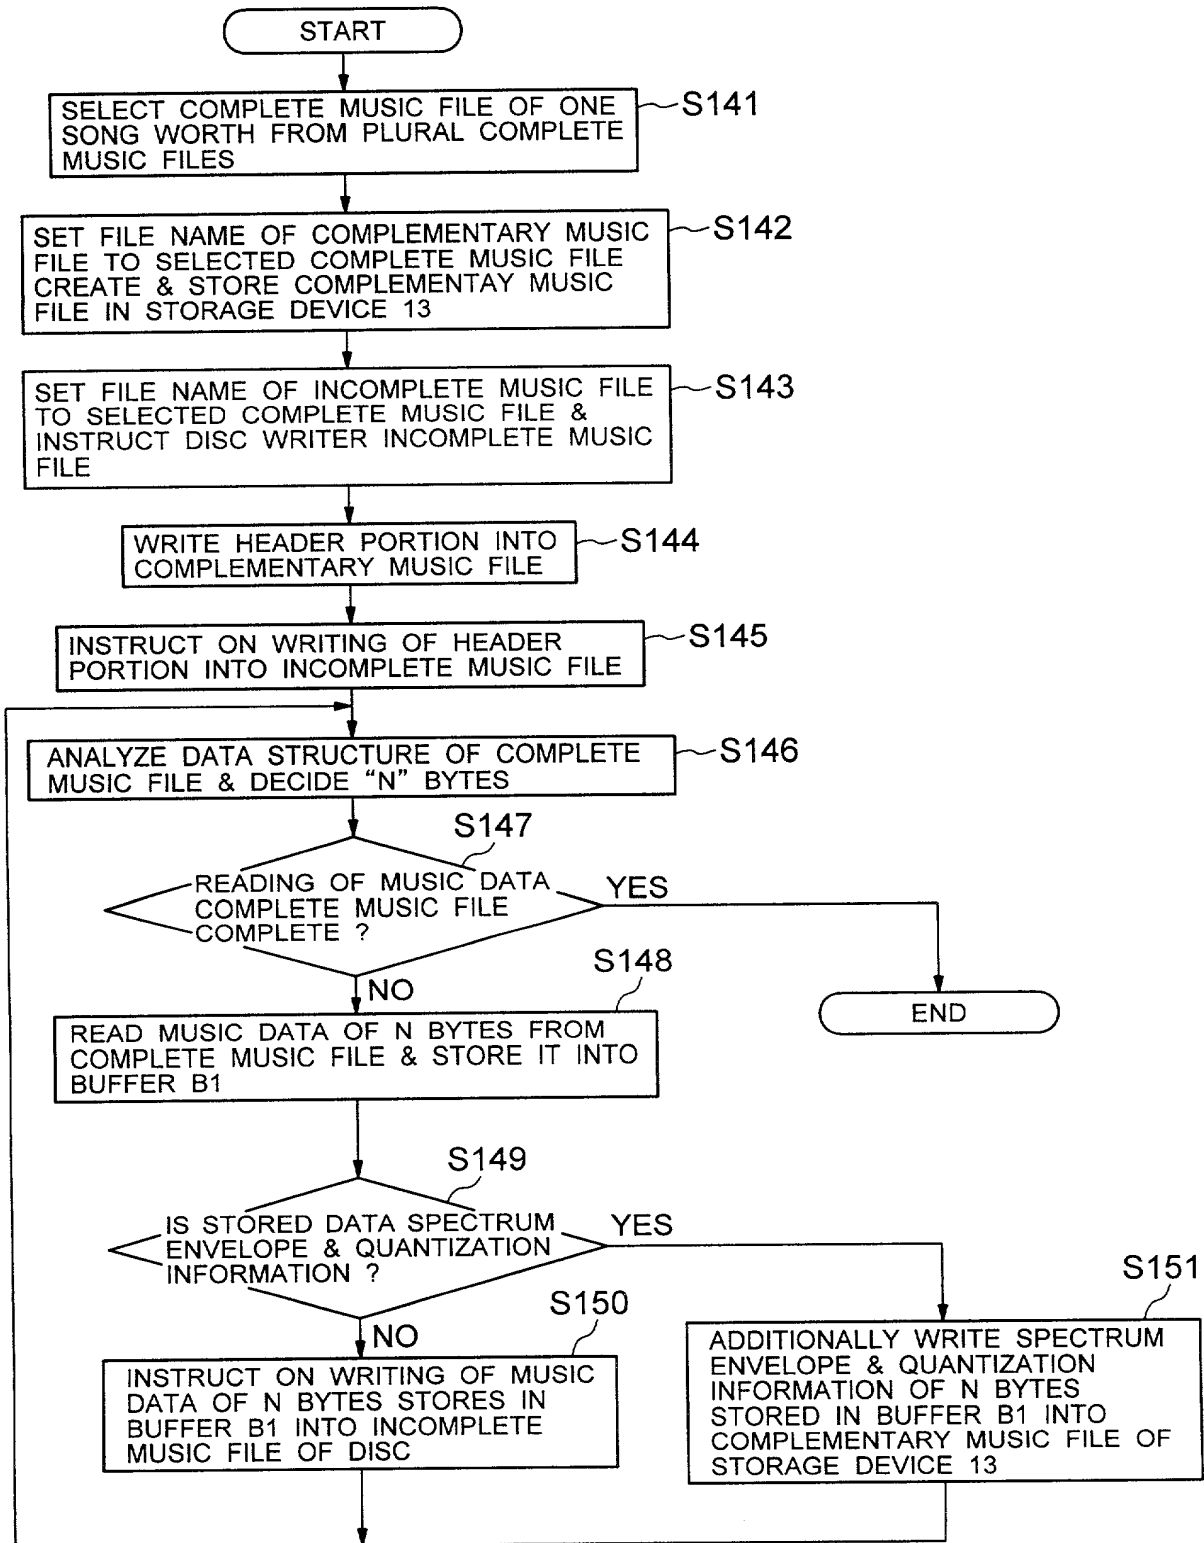 START
SELECT COMPLETE MUSIC FILE OF ONE
SONG WORTH FROM PLURAL COMPLETE
MUSIC FILES
S141
SET FILE NAME OF COMPLEMENTARY MUSIC
FILE TO SELECTED COMPLETE MUSIC FILE
CREATE & STORE COMPLEMENTAY MUSIC
FILE IN STORAGE DEVICE 13
S142
SET FILE NAME OF INCOMPLETE MUSIC FILE
TO SELECTED COMPLETE MUSIC FILE &
INSTRUCT DISC WRITER INCOMPLETE MUSIC
FILE
S143
WRITE HEADER PORTION INTO
COMPLEMENTARY MUSIC FILE
S144
INSTRUCT ON WRITING OF HEADER
PORTION INTO INCOMPLETE MUSIC FILE
S145
ANALYZE DATA STRUCTURE OF COMPLETE
MUSIC FILE & DECIDE “N” BYTES
S146
S147
READING OF MUSIC DATA
COMPLETE MUSIC FILE
COMPLETE ?
YES
NO
END
S148
READ MUSIC DATA OF N BYTES FROM
COMPLETE MUSIC FILE & STORE IT INTO
BUFFER B1
S149
IS STORED DATA SPECTRUM
ENVELOPE & QUANTIZATION
INFORMATION ?
YES
NO
S150
INSTRUCT ON WRITING OF MUSIC
DATA OF N BYTES STORES IN
BUFFER B1 INTO INCOMPLETE
MUSIC FILE OF DISC
S151
ADDITIONALLY WRITE SPECTRUM
ENVELOPE & QUANTIZATION
INFORMATION OF N BYTES
STORED IN BUFFER B1 INTO
COMPLEMENTARY MUSIC FILE OF
STORAGE DEVICE 13